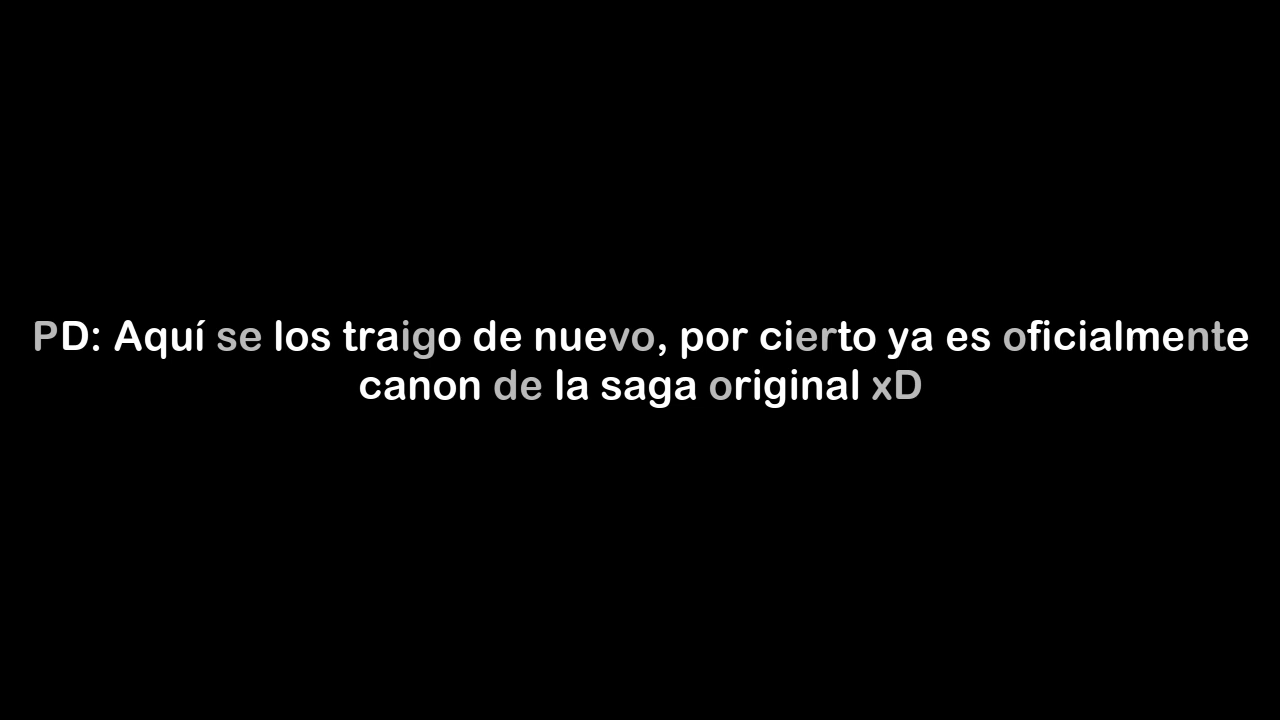 PD: Aquí se los traigo de nuevo, por cierto ya es oficialmente
canon de la saga original xD